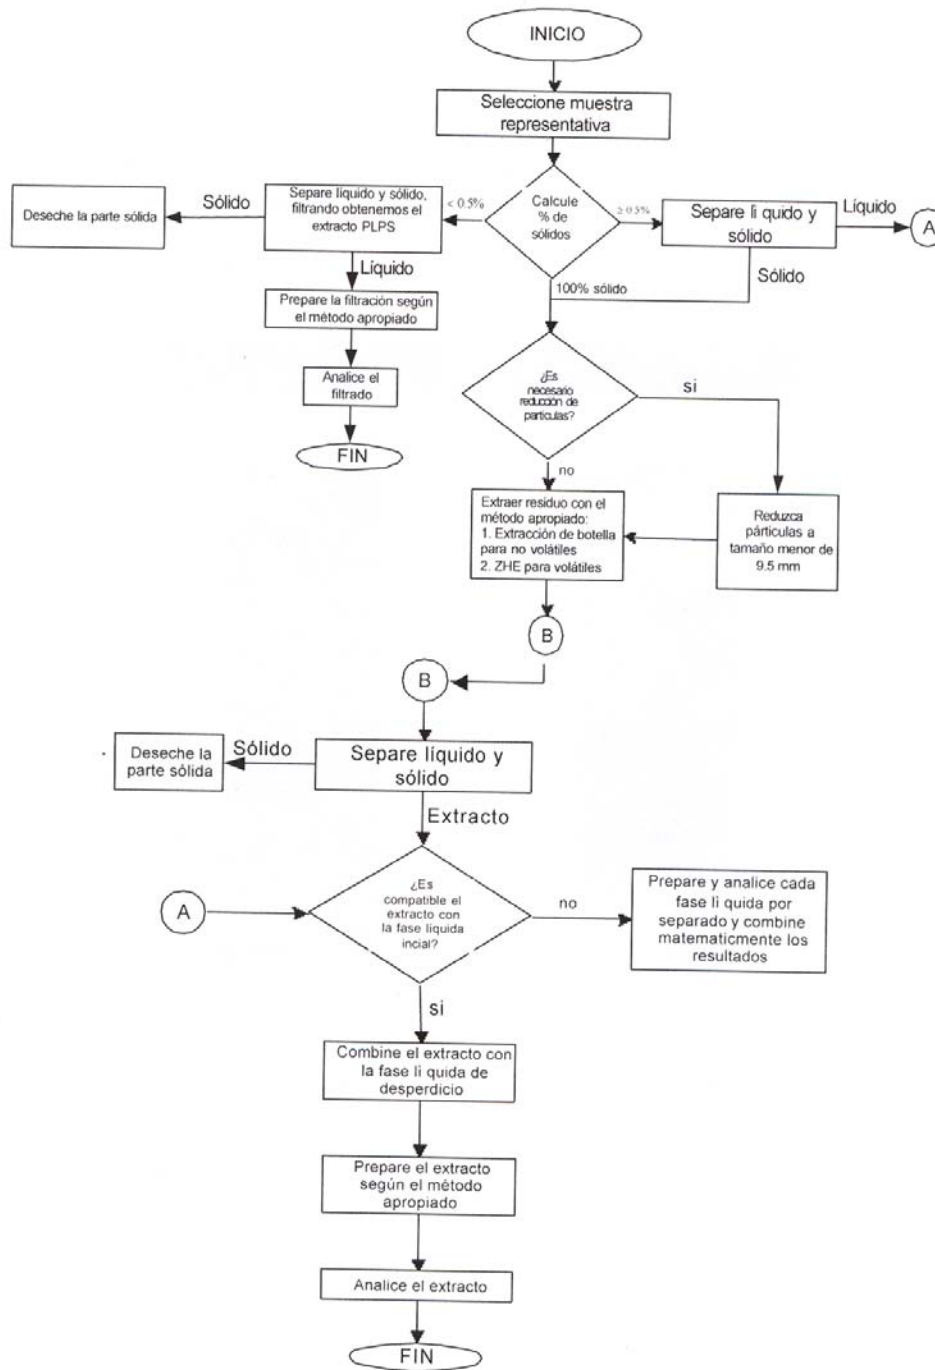 INICIO
Seleccione muestra
representativa
Calcule
% de
sólidos
< 0.5%
≥ 0.5%
Separe líquido y sólido,
filtrando obtenemos el
extracto PLPS
Sólido
Deseche la parte sólida
Líquido
Prepare la filtración según
el método apropiado
Analice el
filtrado
FIN
Separe li quido y
sólido
Líquido
A
Sólido
100% sólido
¿Es
necesario
reducción de
partículas?
si
no
Reduzca
párticulas a
tamaño menor de
9.5 mm
Extraer residuo con el
método apropiado:
1. Extracción de botella
para no volátiles
2. ZHE para volátiles
B
B
Separe líquido y
sólido
Sólido
Deseche la
parte sólida
Extracto
A
¿Es
compatible el
extracto con
la fase líquida
incial?
no
Prepare y analice cada
fase li quida por
separado y combine
matematicmente los
resultados
si
Combine el extracto con
la fase li quida de
desperdicio
Prepare el extracto
según el método
apropiado
Analice el extracto
FIN